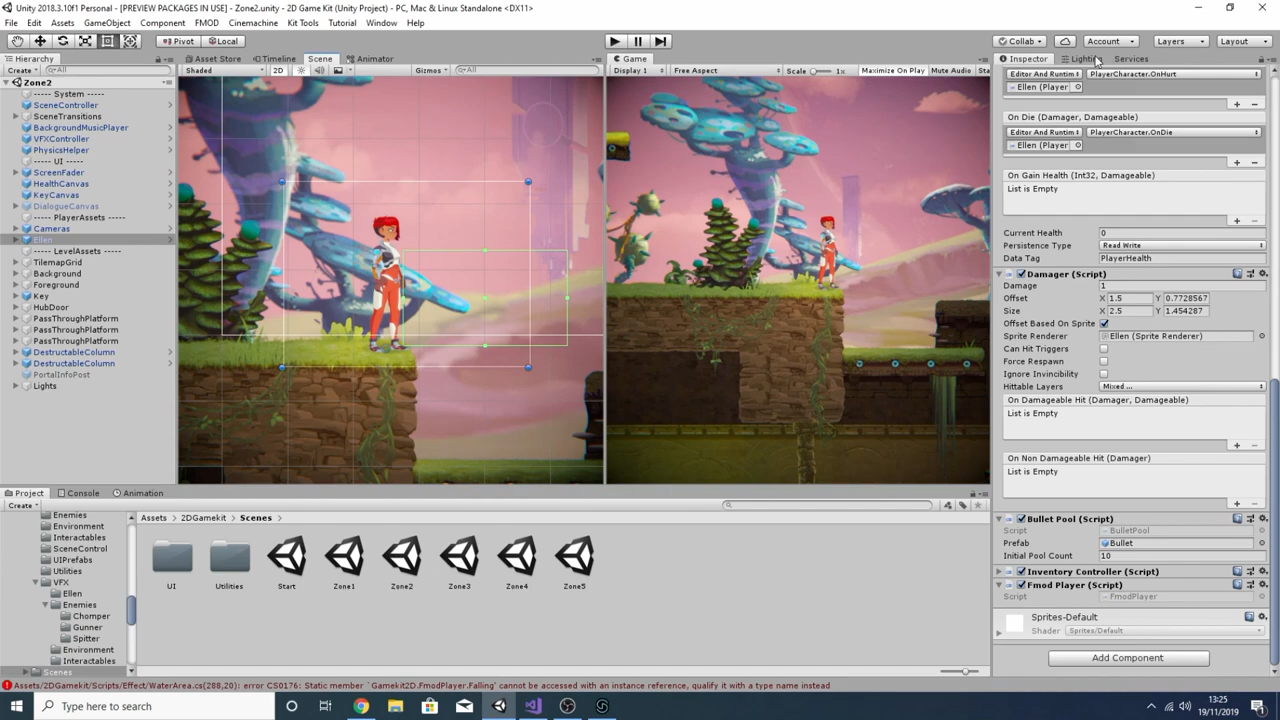 Unity 2018.3.10f1 Personal - [PREVIEW PACKAGES IN USE] - Zone2.unity - 2D Game Kit (Unity Project) - PC, Mac & Linux Standalone <DX11>
File Edit Assets GameObject Component FMOD Cinemachine Kit Tools Tutorial Window Help
Pivot Local Collab Account Layers Layout
Hierarchy Asset Store Timeline Scene Animator Game Inspector Lighting Services
Create All Shaded 2D Gizmos All Display 1 Free Aspect Scale 1x Maximize On Play Mute Audio Sta
Zone2
----- System -----
SceneController
SceneTransitions
BackgroundMusicPlayer
VFXController
PhysicsHelper
----- UI -----
ScreenFader
HealthCanvas
KeyCanvas
DialogueCanvas
----- PlayerAssets -----
Cameras
Ellen
----- LevelAssets -----
TilemapGrid
Background
Foreground
Key
HubDoor
PassThroughPlatform
PassThroughPlatform
PassThroughPlatform
DestructableColumn
DestructableColumn
PortalInfoPost
Lights
Editor And Runtim PlayerCharacter.OnHurt
Ellen (Player
On Die (Damager, Damageable)
Editor And Runtim PlayerCharacter.OnDie
Ellen (Player
On Gain Health (Int32, Damageable)
List is Empty
Current Health 0
Persistence Type Read Write
Data Tag PlayerHealth
Damager (Script)
Damage 1
Offset X 1.5 Y 0.7728567
Size X 2.5 Y 1.454287
Offset Based On Sprite
Sprite Renderer Ellen (Sprite Renderer)
Can Hit Triggers
Force Respawn
Ignore Invincibility
Hittable Layers Mixed ...
On Damageable Hit (Damager, Damageable)
List is Empty
On Non Damageable Hit (Damager)
List is Empty
Bullet Pool (Script)
Script BulletPool
Prefab Bullet
Initial Pool Count 10
Inventory Controller (Script)
Fmod Player (Script)
Script FmodPlayer
Sprites-Default
Shader Sprites/Default
Add Component
Project Console Animation
Create
Enemies
Environment
Interactables
SceneControl
UIPrefabs
Utilities
VFX
Ellen
Enemies
Chomper
Gunner
Spitter
Environment
Interactables
Scenes
Assets 2DGamekit Scenes
UI Utilities Start Zone1 Zone2 Zone3 Zone4 Zone5
Assets/2DGamekit/Scripts/Effect/WaterArea.cs(288,20): error CS0176: Static member `Gamekit2D.FmodPlayer.Falling' cannot be accessed with an instance reference, qualify it with a type name instead
Type here to search
13:25
19/11/2019